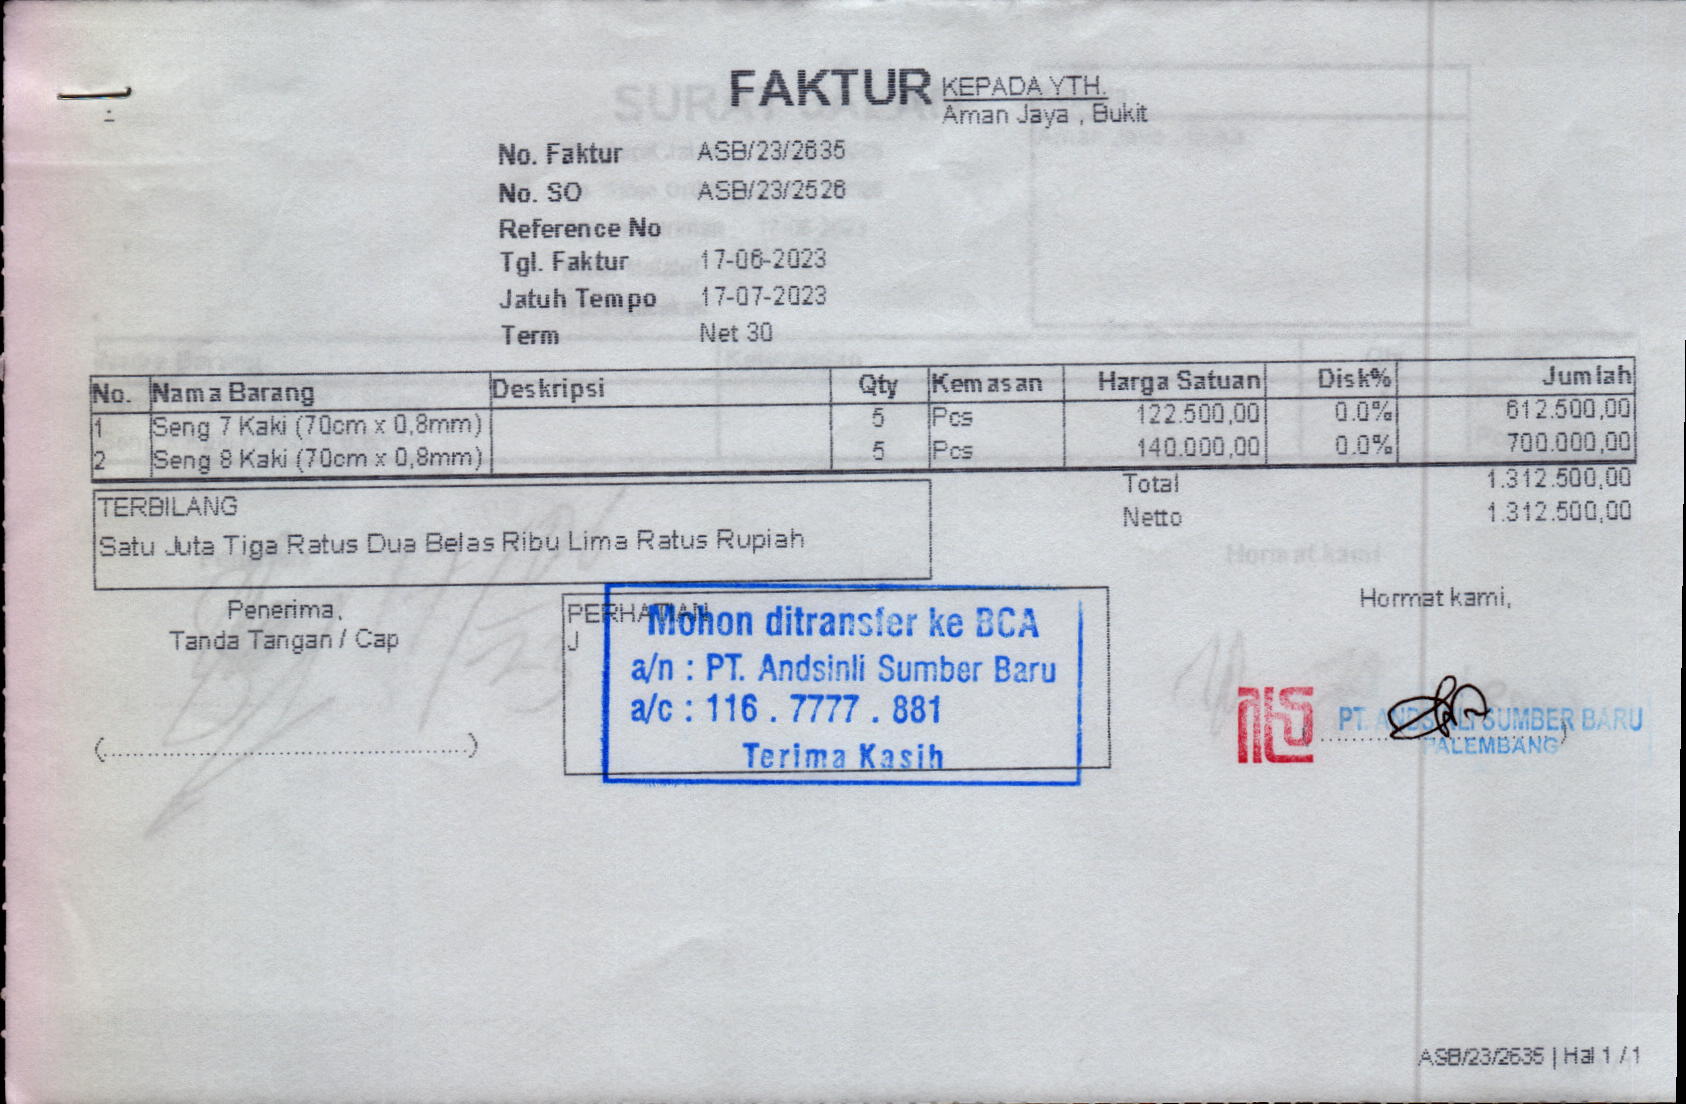 FAKTUR
KEPADA YTH.
Aman Jaya , Bukit
No. Faktur ASB/23/2635
No. SO ASB/23/2526
Reference No
Tgl. Faktur 17-06-2023
Jatuh Tempo 17-07-2023
Term Net 30
No. Nama Barang Deskripsi Qty Kemasan Harga Satuan Disk% Jumlah
1 Seng 7 Kaki (70cm x 0,8mm) 5 Pcs 122.500,00 0.0% 612.500,00
2 Seng 8 Kaki (70cm x 0,8mm) 5 Pcs 140.000,00 0.0% 700.000,00
Total 1.312.500,00
Netto 1.312.500,00
TERBILANG
Satu Juta Tiga Ratus Dua Belas Ribu Lima Ratus Rupiah
Penerima,
Tanda Tangan / Cap
(....................................................)
PERHATIAN
J
Mohon ditransfer ke BCA
a/n : PT. Andsinli Sumber Baru
a/c : 116 . 7777 . 881
Terima Kasih
Hormat kami,
PT. ANDSINLI SUMBER BARU
PALEMBANG
ASB/23/2635 | Hal 1 / 1